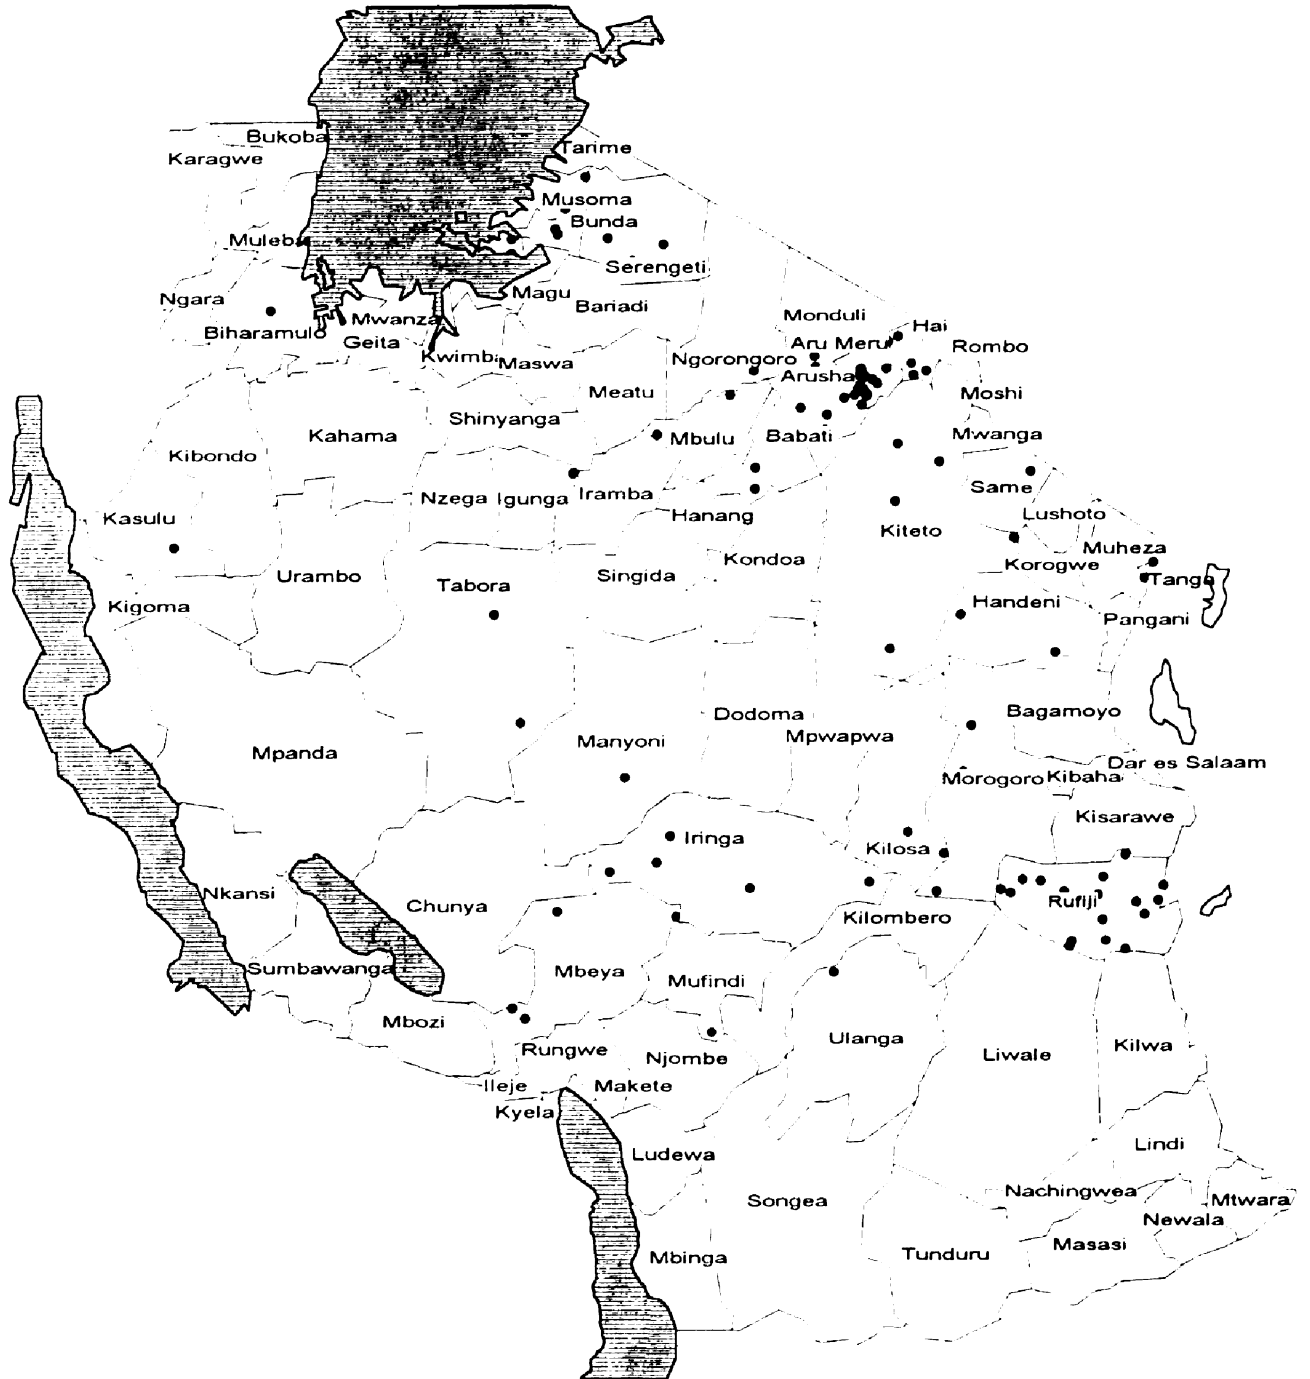 Bukoba
Karagwe
Tarime
Musoma
Bunda
Muleba
Serengeti
Ngara
Magu
Bariadi
Biharamulo
Mwanza
Geita
Monduli
Hai
Kwimba
Maswa
Ngorongoro
Aru Meru
Rombo
Arusha
Meatu
Moshi
Shinyanga
Kahama
Mbulu
Babati
Mwanga
Kibondo
Nzega
Igunga
Iramba
Same
Kasulu
Hanang
Lushoto
Kiteto
Muheza
Kondoa
Korogwe
Urambo
Tabora
Singida
Tanga
Kigoma
Handeni
Pangani
Dodoma
Bagamoyo
Mpanda
Manyoni
Mpwapwa
Dar es Salaam
Morogoro
Kibaha
Kisarawe
Iringa
Kilosa
Nkansi
Chunya
Rufiji
Kilombero
Sumbawanga
Mbeya
Mufindi
Mbozi
Ulanga
Rungwe
Njombe
Liwale
Kilwa
Ileje
Makete
Kyela
Ludewa
Lindi
Songea
Nachingwea
Mtwara
Newala
Mbinga
Tunduru
Masasi